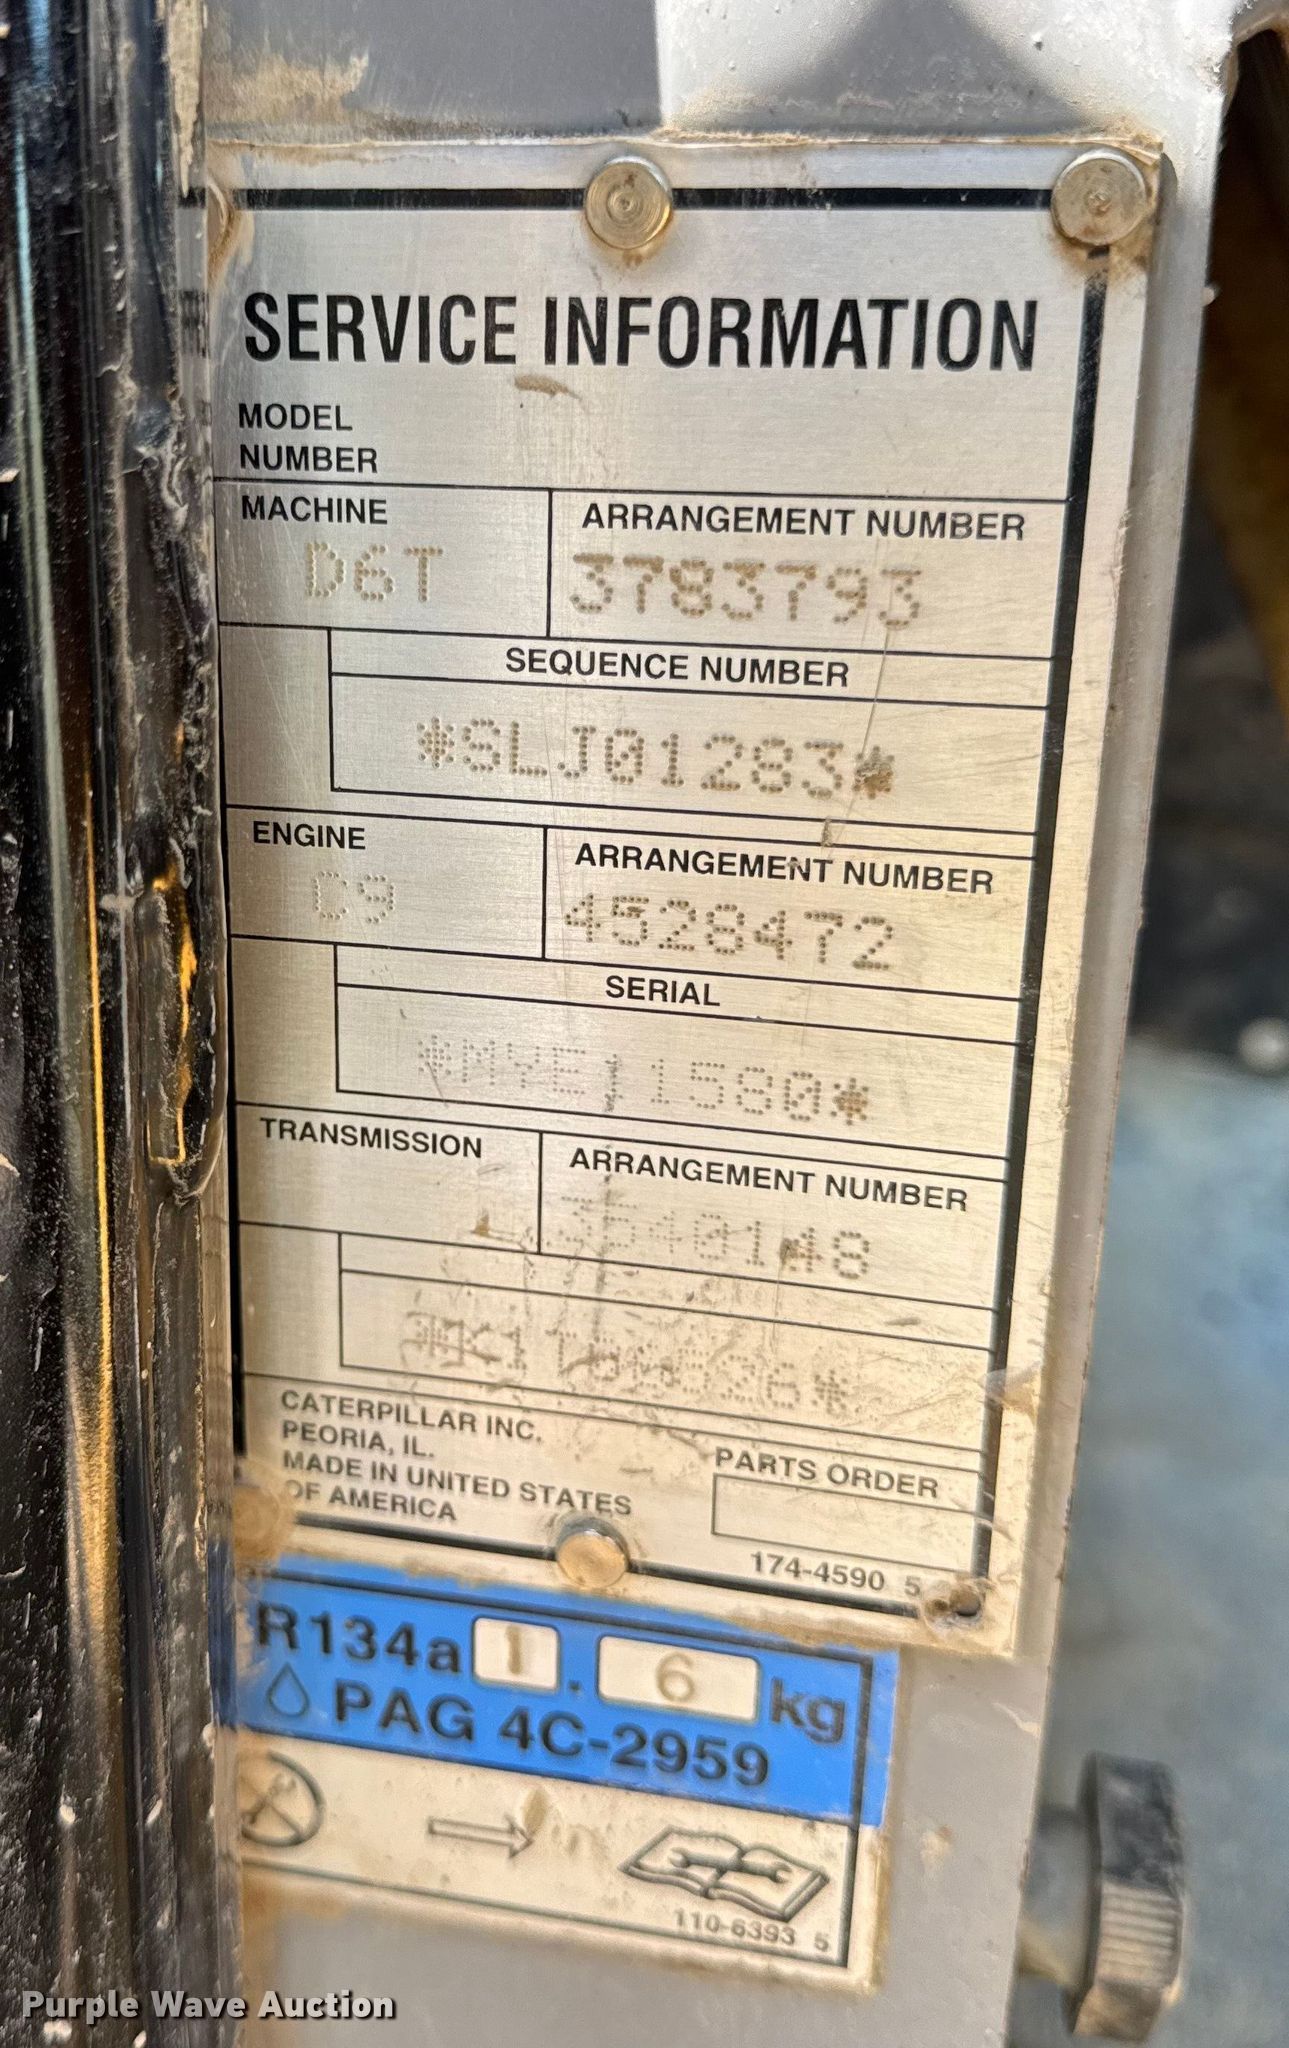 SERVICE INFORMATION
MODEL
NUMBER
MACHINE
ARRANGEMENT NUMBER
D6T
3783793
SEQUENCE NUMBER
*SLJ01283*
ENGINE
ARRANGEMENT NUMBER
C9
4528472
SERIAL
TRANSMISSION
ARRANGEMENT NUMBER
3540148
CATERPILLAR INC.
PEORIA, IL.
MADE IN UNITED STATES
OF AMERICA
PARTS ORDER
174-4590 5
R134a 1.6 kg
PAG 4C-2959
110-6393 5
Purple Wave Auction